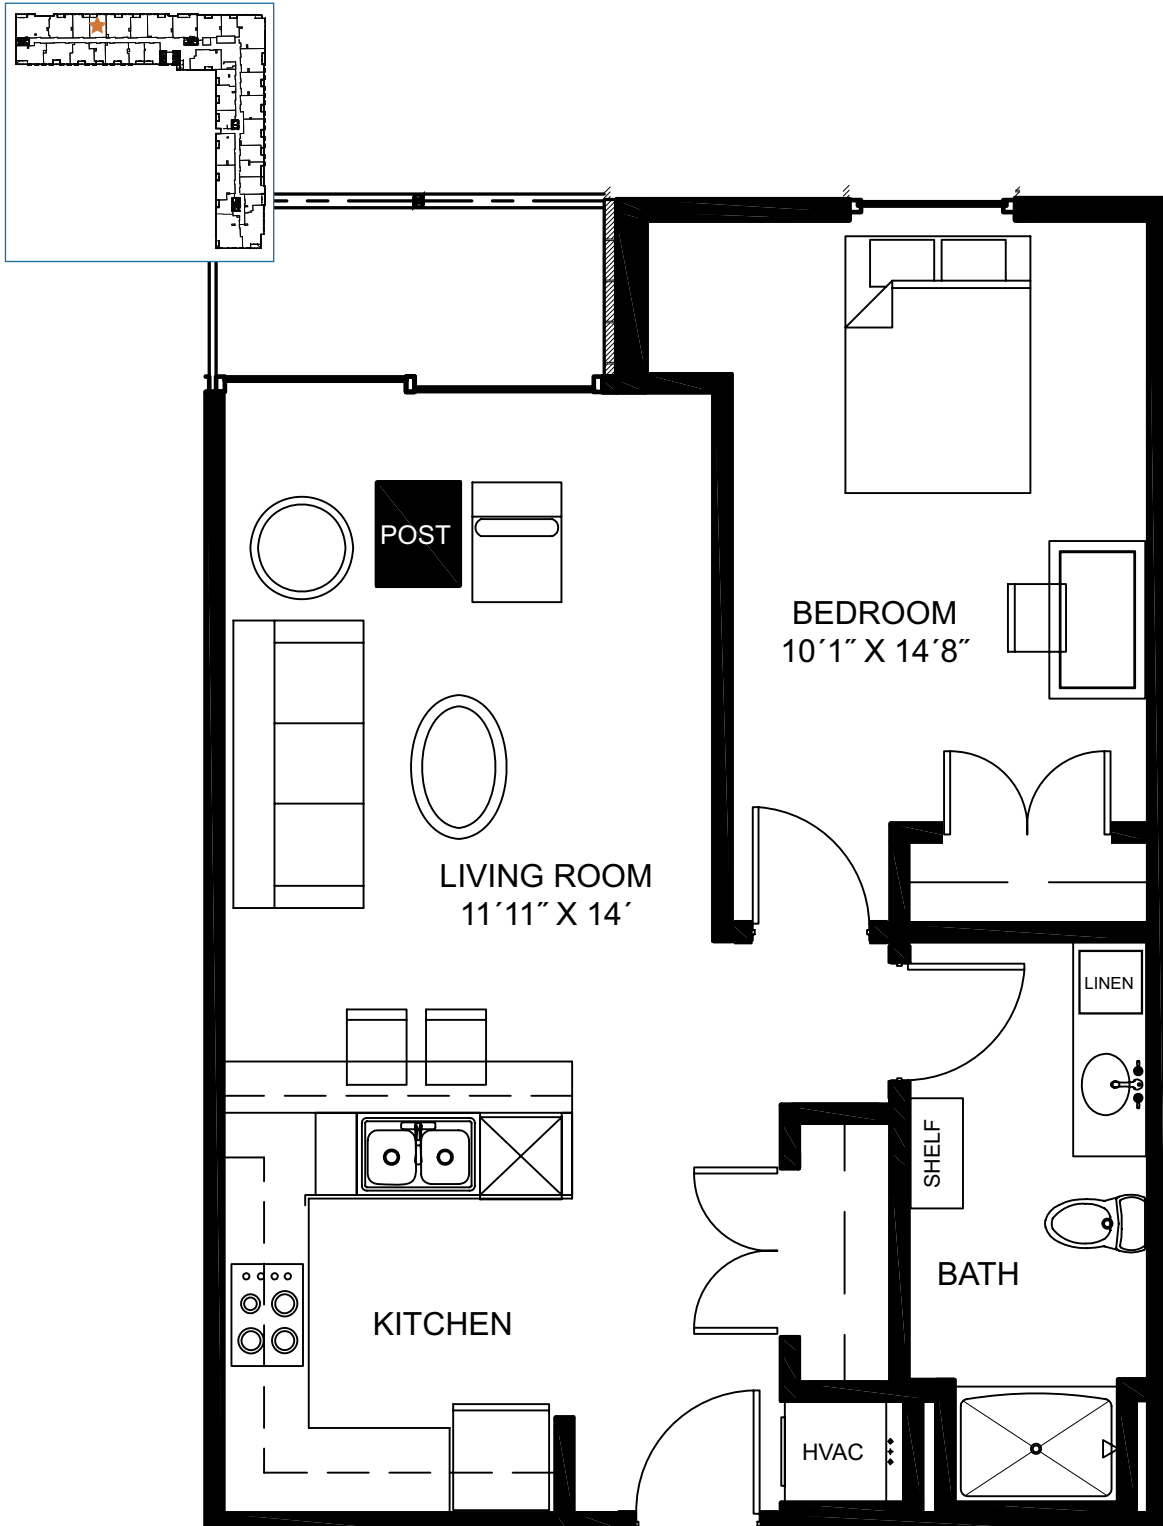 POST
BEDROOM
10´1˝ X 14´8˝
LIVING ROOM
11´11˝ X 14´
LINEN
SHELF
BATH
KITCHEN
HVAC